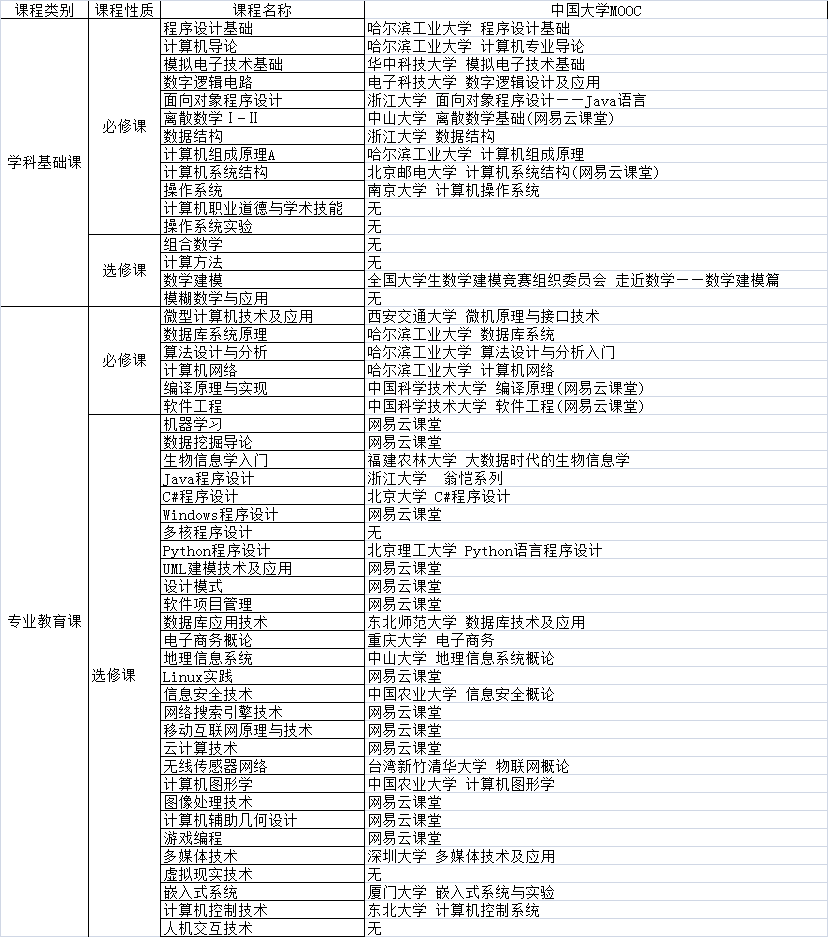 课程类别 课程性质 课程名称 中国大学MOOC
程序设计基础 哈尔滨工业大学 程序设计基础
计算机导论 哈尔滨工业大学 计算机专业导论
模拟电子技术基础 华中科技大学 模拟电子技术基础
数字逻辑电路 电子科技大学 数字逻辑设计及应用
面向对象程序设计 浙江大学 面向对象程序设计——Java语言
离散数学Ⅰ-Ⅱ 中山大学 离散数学基础(网易云课堂)
必修课
数据结构 浙江大学 数据结构
计算机组成原理A 哈尔滨工业大学 计算机组成原理
学科基础课
计算机系统结构 北京邮电大学 计算机系统结构(网易云课堂)
操作系统 南京大学 计算机操作系统
计算机职业道德与学术技能 无
操作系统实验 无
组合数学 无
计算方法 无
选修课
数学建模 全国大学生数学建模竞赛组织委员会 走近数学——数学建模篇
模糊数学与应用 无
微型计算机技术及应用 西安交通大学 微机原理与接口技术
数据库系统原理 哈尔滨工业大学 数据库系统
算法设计与分析 哈尔滨工业大学 算法设计与分析入门
必修课
计算机网络 哈尔滨工业大学 计算机网络
编译原理与实现 中国科学技术大学 编译原理(网易云课堂)
软件工程 中国科学技术大学 软件工程(网易云课堂)
机器学习 网易云课堂
数据挖掘导论 网易云课堂
生物信息学入门 福建农林大学 大数据时代的生物信息学
Java程序设计 浙江大学 翁恺系列
C#程序设计 北京大学 C#程序设计
Windows程序设计 网易云课堂
多核程序设计 无
Python程序设计 北京理工大学 Python语言程序设计
UML建模技术及应用 网易云课堂
设计模式 网易云课堂
软件项目管理 网易云课堂
专业教育课 数据库应用技术 东北师范大学 数据库技术及应用
电子商务概论 重庆大学 电子商务
地理信息系统 中山大学 地理信息系统概论
选修课 Linux实践 网易云课堂
信息安全技术 中国农业大学 信息安全概论
网络搜索引擎技术 网易云课堂
移动互联网原理与技术 网易云课堂
云计算技术 网易云课堂
无线传感器网络 台湾新竹清华大学 物联网概论
计算机图形学 中国农业大学 计算机图形学
图像处理技术 网易云课堂
计算机辅助几何设计 网易云课堂
游戏编程 网易云课堂
多媒体技术 深圳大学 多媒体技术及应用
虚拟现实技术 无
嵌入式系统 厦门大学 嵌入式系统与实验
计算机控制技术 东北大学 计算机控制系统
人机交互技术 无